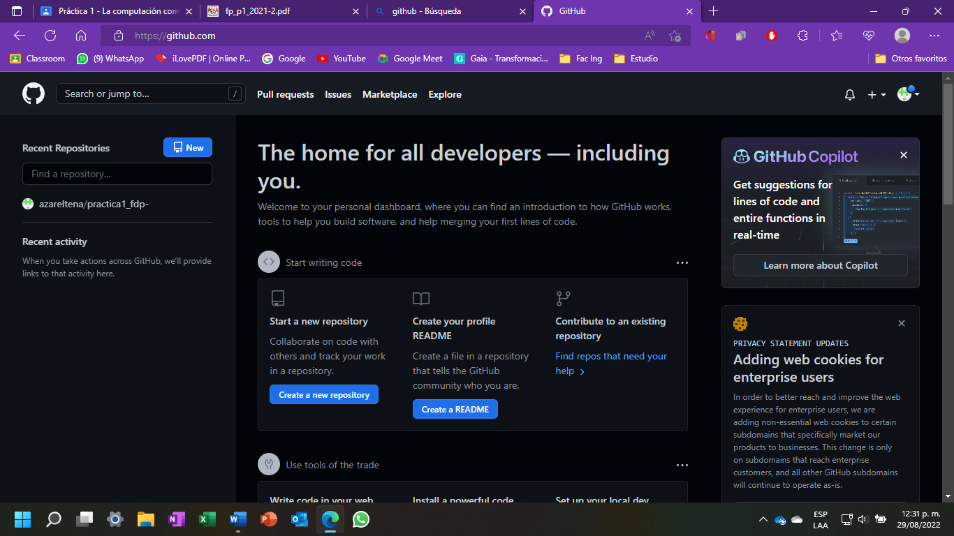 Práctica 1 - La computación com
fp_p1_2021-2.pdf
github - Búsqueda
GitHub
https://github.com
Classroom
(9) WhatsApp
iLovePDF | Online P...
Google
YouTube
Google Meet
Gaia - Transformaci...
Fac Ing
Estudio
Otros favoritos
Search or jump to...
/
Pull requests
Issues
Marketplace
Explore
Recent Repositories
New
Find a repository...
azareltena/practica1_fdp-
Recent activity
When you take actions across GitHub, we'll provide
links to that activity here.
The home for all developers — including
you.
Welcome to your personal dashboard, where you can find an introduction to how GitHub works,
tools to help you build software, and help merging your first lines of code.
Start writing code
Start a new repository
Collaborate on code with
others and track your work
in a repository.
Create a new repository
Create your profile
README
Create a file in a repository
that tells the GitHub
community who you are.
Create a README
Contribute to an existing
repository
Find repos that need your
help
Use tools of the trade
Write code in your web
Install a powerful code
Set up your local dev
GitHub Copilot
Get suggestions for
lines of code and
entire functions in
real-time
Learn more about Copilot
PRIVACY STATEMENT UPDATES
Adding web cookies for
enterprise users
In order to better reach and improve the web
experience for enterprise users, we are
adding non-essential web cookies to certain
subdomains that specifically market our
products to businesses. This change is only
on subdomains that reach enterprise
customers, and all other GitHub subdomains
will continue to operate as-is.
ESP
LAA
12:31 p. m.
29/08/2022